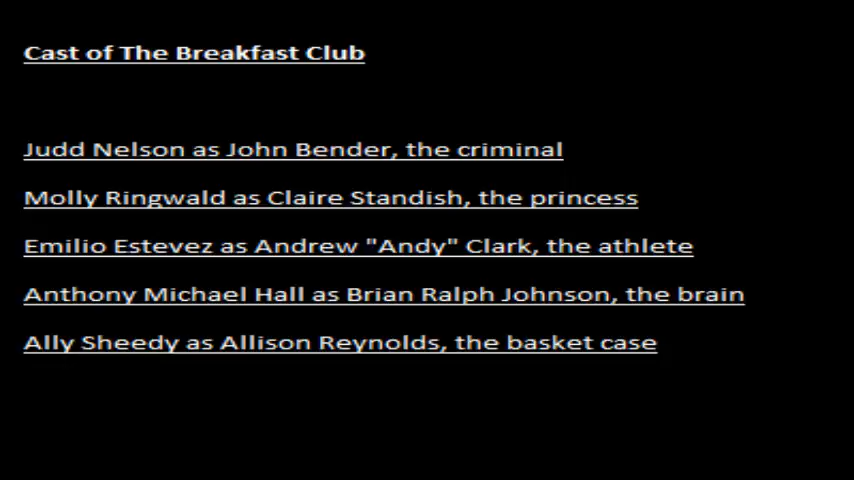 Cast of The Breakfast Club
Judd Nelson as John Bender, the criminal
Molly Ringwald as Claire Standish, the princess
Emilio Estevez as Andrew "Andy" Clark, the athlete
Anthony Michael Hall as Brian Ralph Johnson, the brain
Ally Sheedy as Allison Reynolds, the basket case